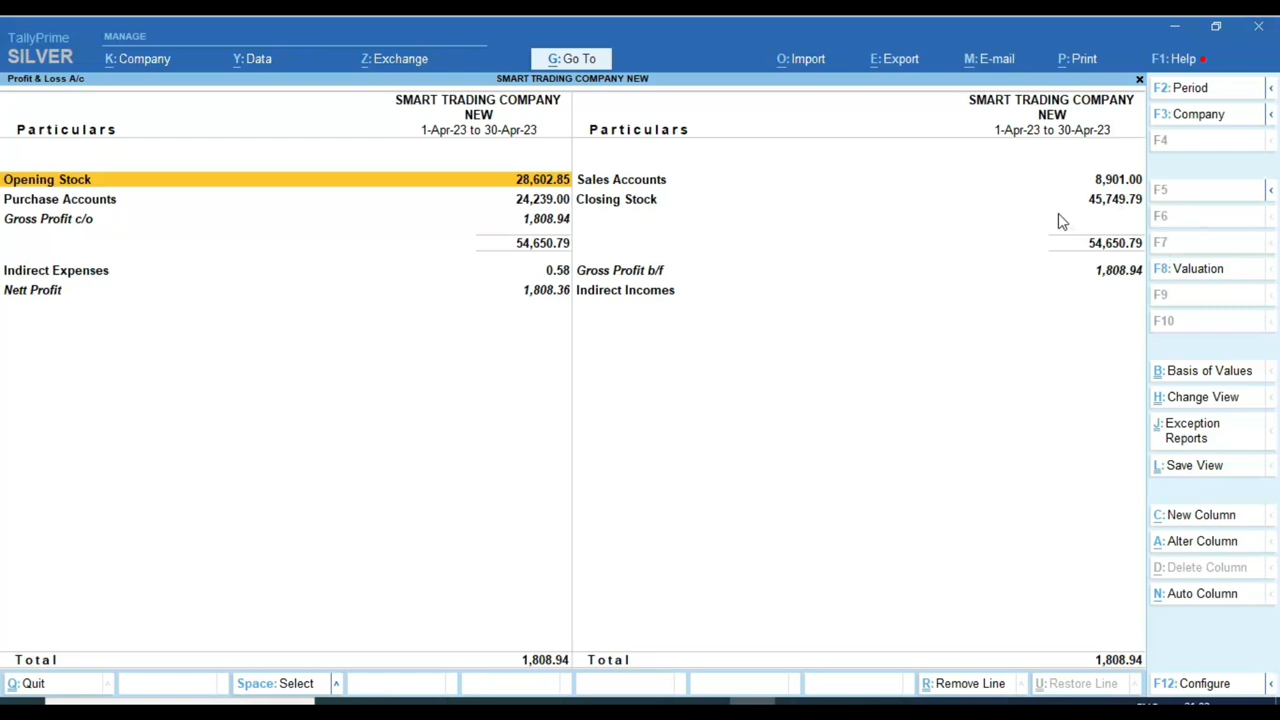 TallyPrime
SILVER
MANAGE
K: Company
Y: Data
Z: Exchange
G: Go To
O: Import
E: Export
M: E-mail
P: Print
F1: Help
Profit & Loss A/c
SMART TRADING COMPANY NEW
Particulars
SMART TRADING COMPANY
NEW
1-Apr-23 to 30-Apr-23
Particulars
SMART TRADING COMPANY
NEW
1-Apr-23 to 30-Apr-23
Opening Stock 28,602.85 Sales Accounts 8,901.00
Purchase Accounts 24,239.00 Closing Stock 45,749.79
Gross Profit c/o 1,808.94
54,650.79 54,650.79
Indirect Expenses 0.58 Gross Profit b/f 1,808.94
Nett Profit 1,808.36 Indirect Incomes
Total 1,808.94 Total 1,808.94
F2: Period
F3: Company
F4
F5
F6
F7
F8: Valuation
F9
F10
B: Basis of Values
H: Change View
J: Exception
Reports
L: Save View
C: New Column
A: Alter Column
D: Delete Column
N: Auto Column
Q: Quit
Space: Select
R: Remove Line
U: Restore Line
F12: Configure